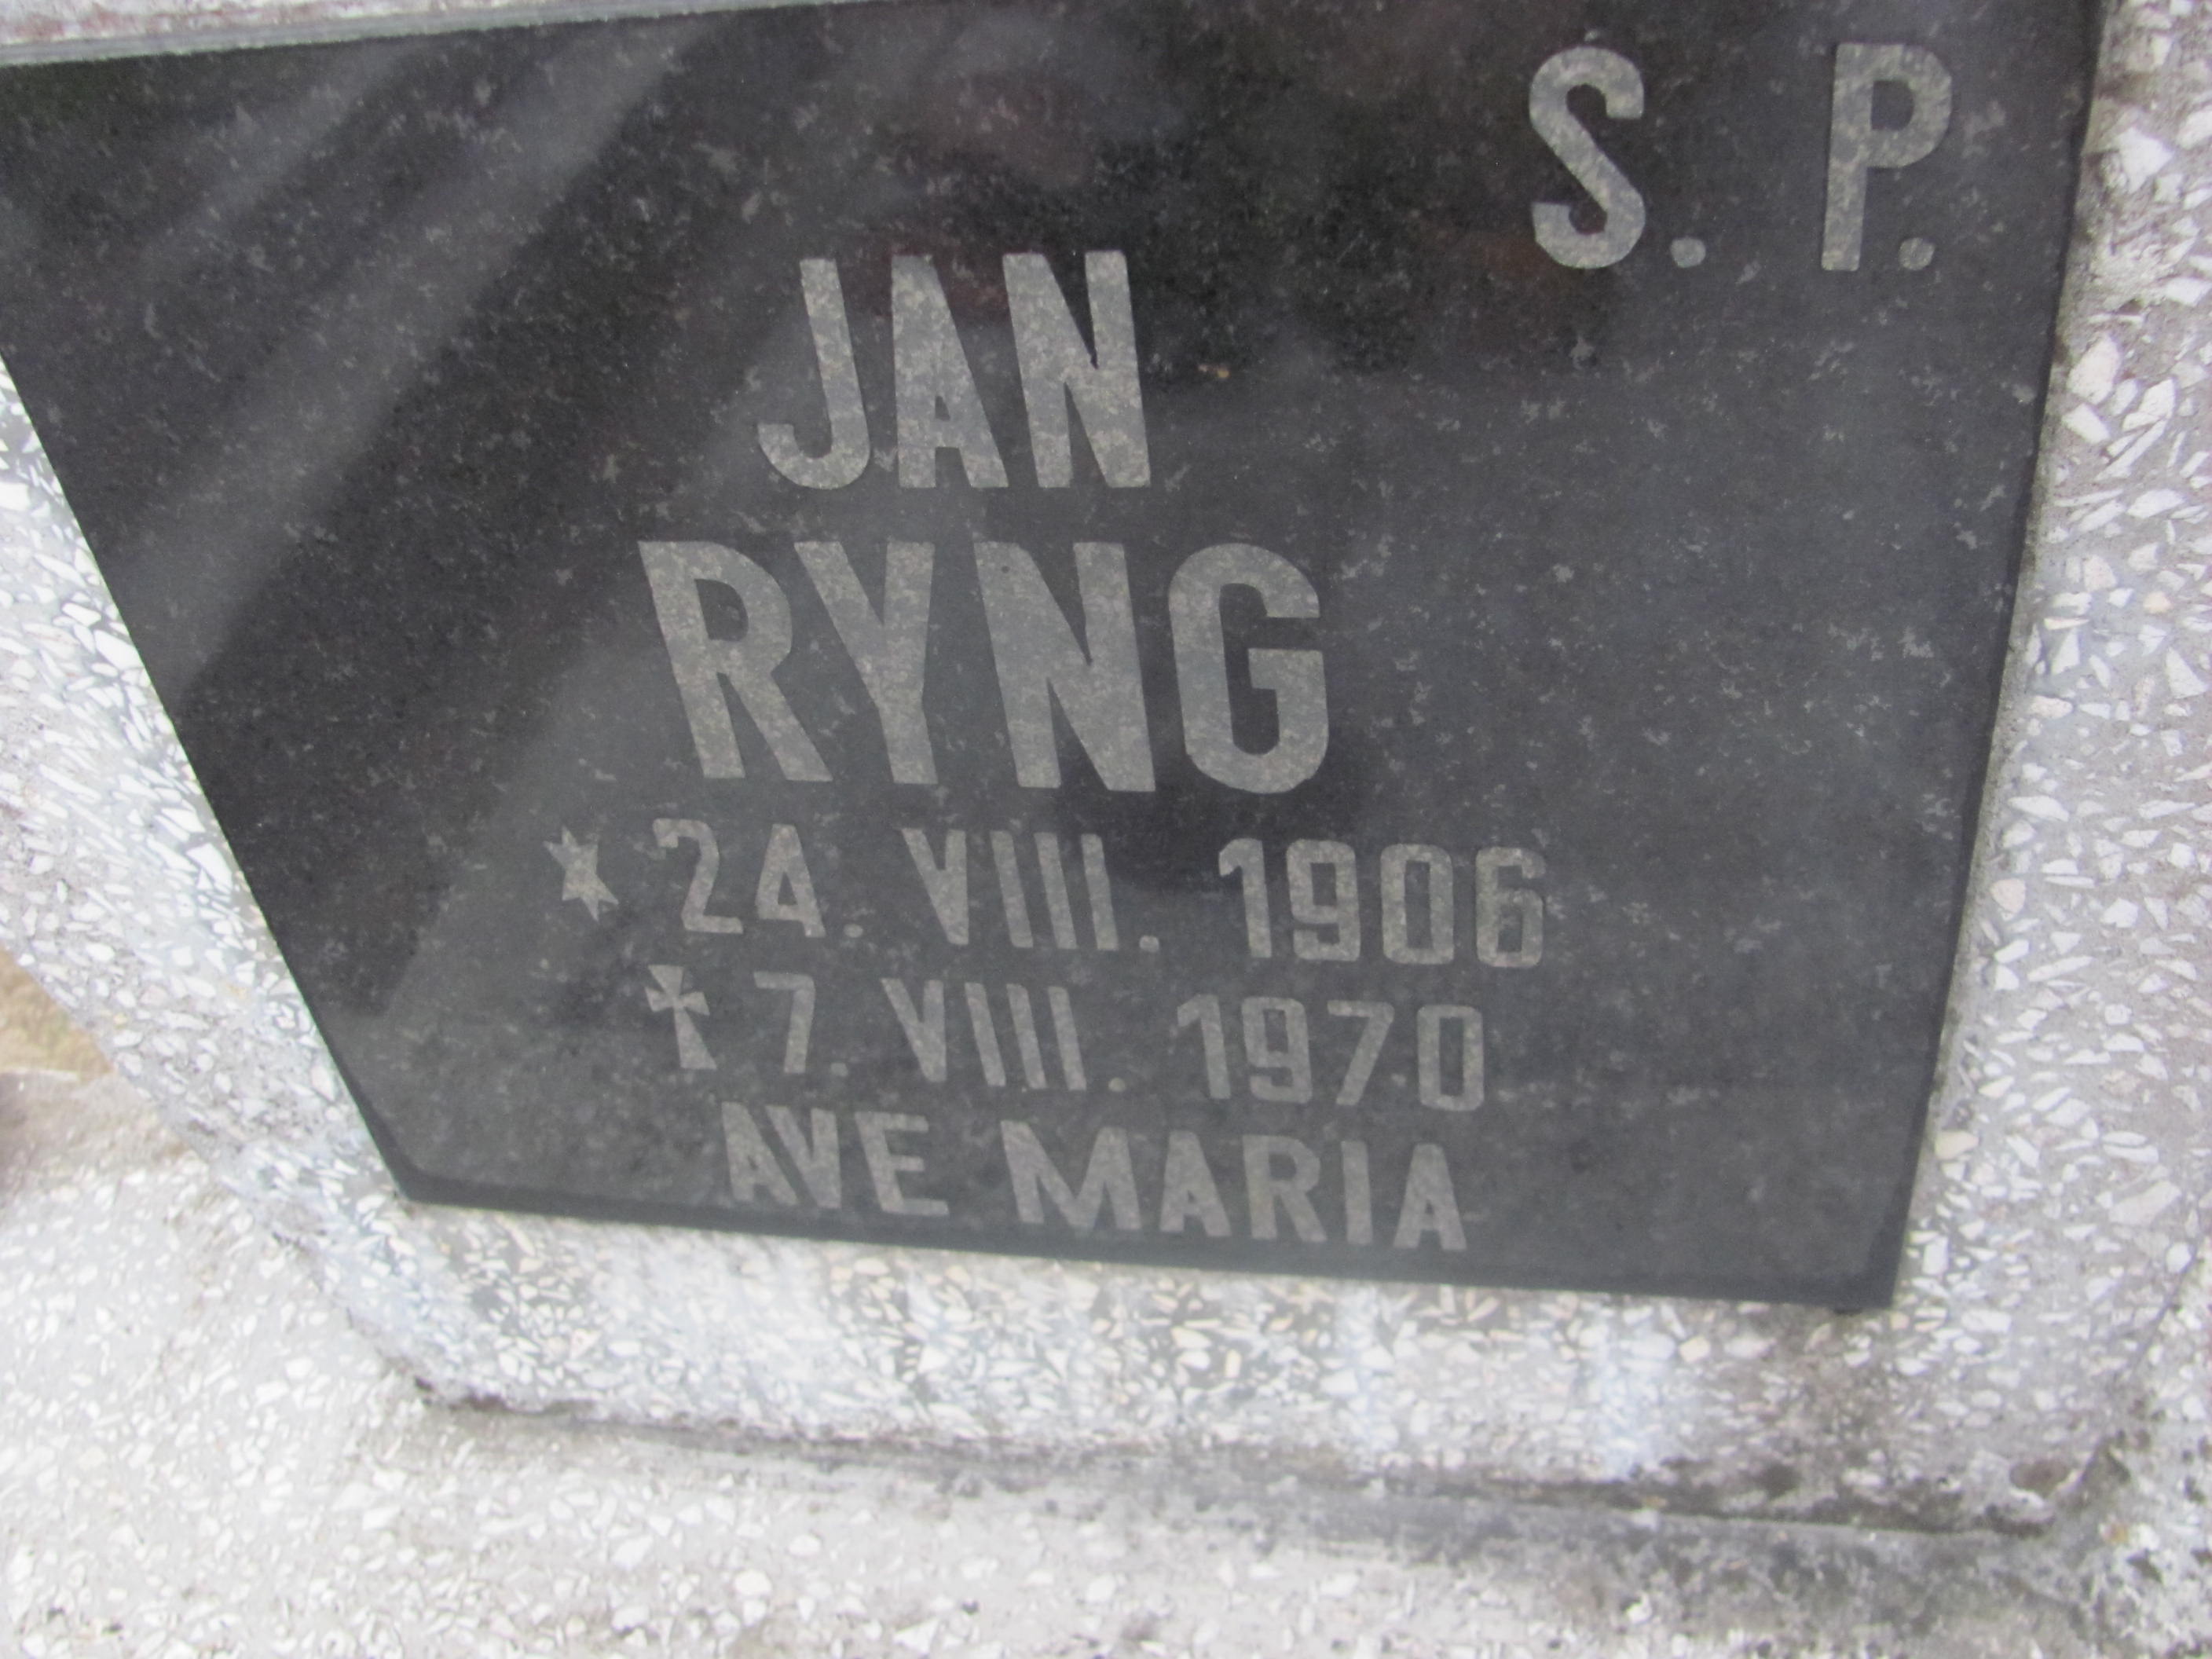 S. P.
JAN
RYNG
* 24. VIII. 1906
✝ 7. VIII. 1970
AVE MARIA